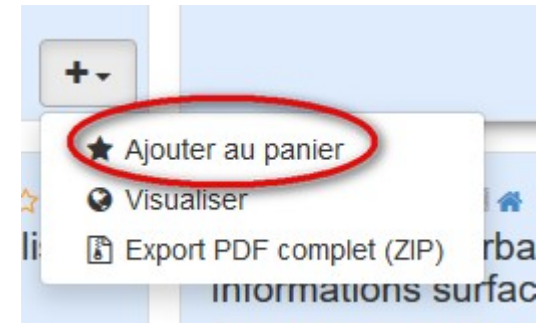 +
Ajouter au panier
Visualiser
Export PDF complet (ZIP)
informations surfac